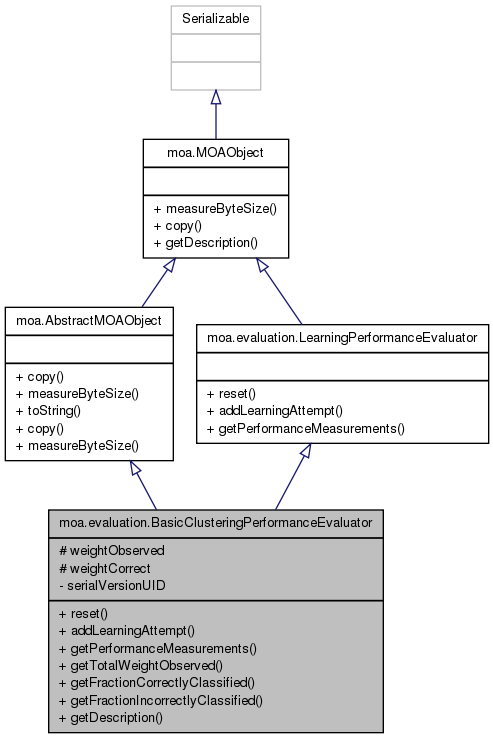 Serializable
moa.MOAObject
+ measureByteSize()
+ copy()
+ getDescription()
moa.AbstractMOAObject
+ copy()
+ measureByteSize()
+ toString()
+ copy()
+ measureByteSize()
moa.evaluation.LearningPerformanceEvaluator
+ reset()
+ addLearningAttempt()
+ getPerformanceMeasurements()
moa.evaluation.BasicClusteringPerformanceEvaluator
# weightObserved
# weightCorrect
- serialVersionUID
+ reset()
+ addLearningAttempt()
+ getPerformanceMeasurements()
+ getTotalWeightObserved()
+ getFractionCorrectlyClassified()
+ getFractionIncorrectlyClassified()
+ getDescription()